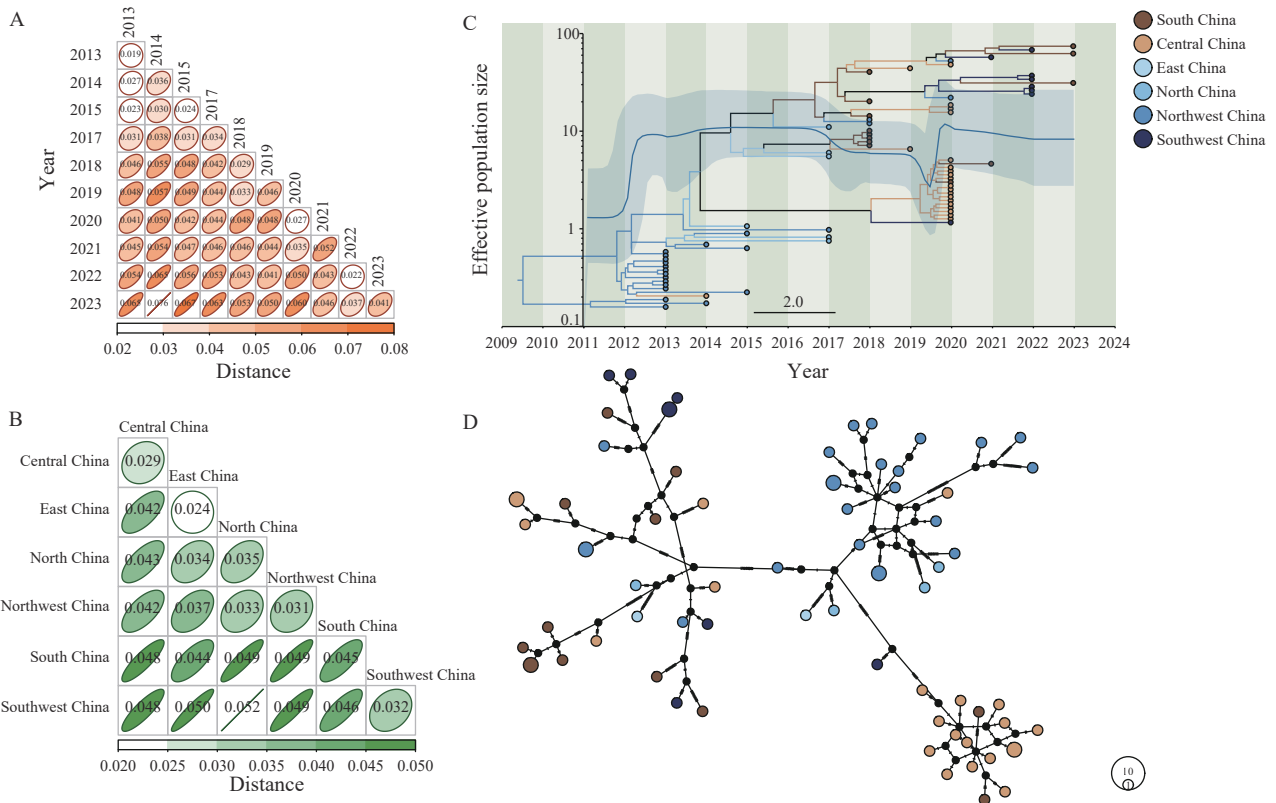 A
2013
2014
2015
2017
2018
2019
2020
2021
2022
2023
Year
2013 0.019
2014 0.027 0.036
2015 0.023 0.030 0.024
2017 0.031 0.038 0.031 0.034
2018 0.046 0.055 0.048 0.042 0.029
2019 0.048 0.057 0.049 0.044 0.033 0.046
2020 0.041 0.050 0.042 0.044 0.048 0.048 0.027
2021 0.045 0.054 0.047 0.046 0.046 0.044 0.035 0.052
2022 0.054 0.065 0.056 0.053 0.043 0.041 0.050 0.043 0.022
2023 0.065 0.076 0.067 0.063 0.053 0.050 0.060 0.046 0.037 0.041
0.02 0.03 0.04 0.05 0.06 0.07 0.08
Distance
B
Central China
Central China 0.029
East China
East China 0.042 0.024
North China
North China 0.043 0.034 0.035
Northwest China
Northwest China 0.042 0.037 0.033 0.031
South China
South China 0.048 0.044 0.049 0.049 0.045
Southwest China
Southwest China 0.048 0.050 0.052 0.049 0.046 0.032
0.020 0.025 0.030 0.035 0.040 0.045 0.050
Distance
C
Effective population size
100
10
1
0.1
2.0
2009 2010 2011 2012 2013 2014 2015 2016 2017 2018 2019 2020 2021 2022 2023 2024
Year
South China
Central China
East China
North China
Northwest China
Southwest China
D
10
1